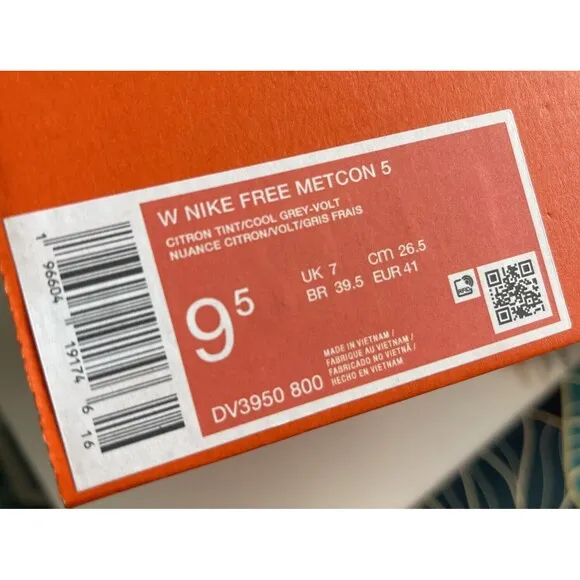 W NIKE FREE METCON 5
CITRON TINT/COOL GREY-VOLT
NUANCE CITRON/VOLT/GRIS FRAIS
9 5
UK 7 cm 26.5
BR 39.5 EUR 41
MADE IN VIETNAM /
FABRIQUE AU VIETNAM /
FABRICADO NO VIETNÃ /
HECHO EN VIETNAM
DV3950 800
1 96604 19174 6 16